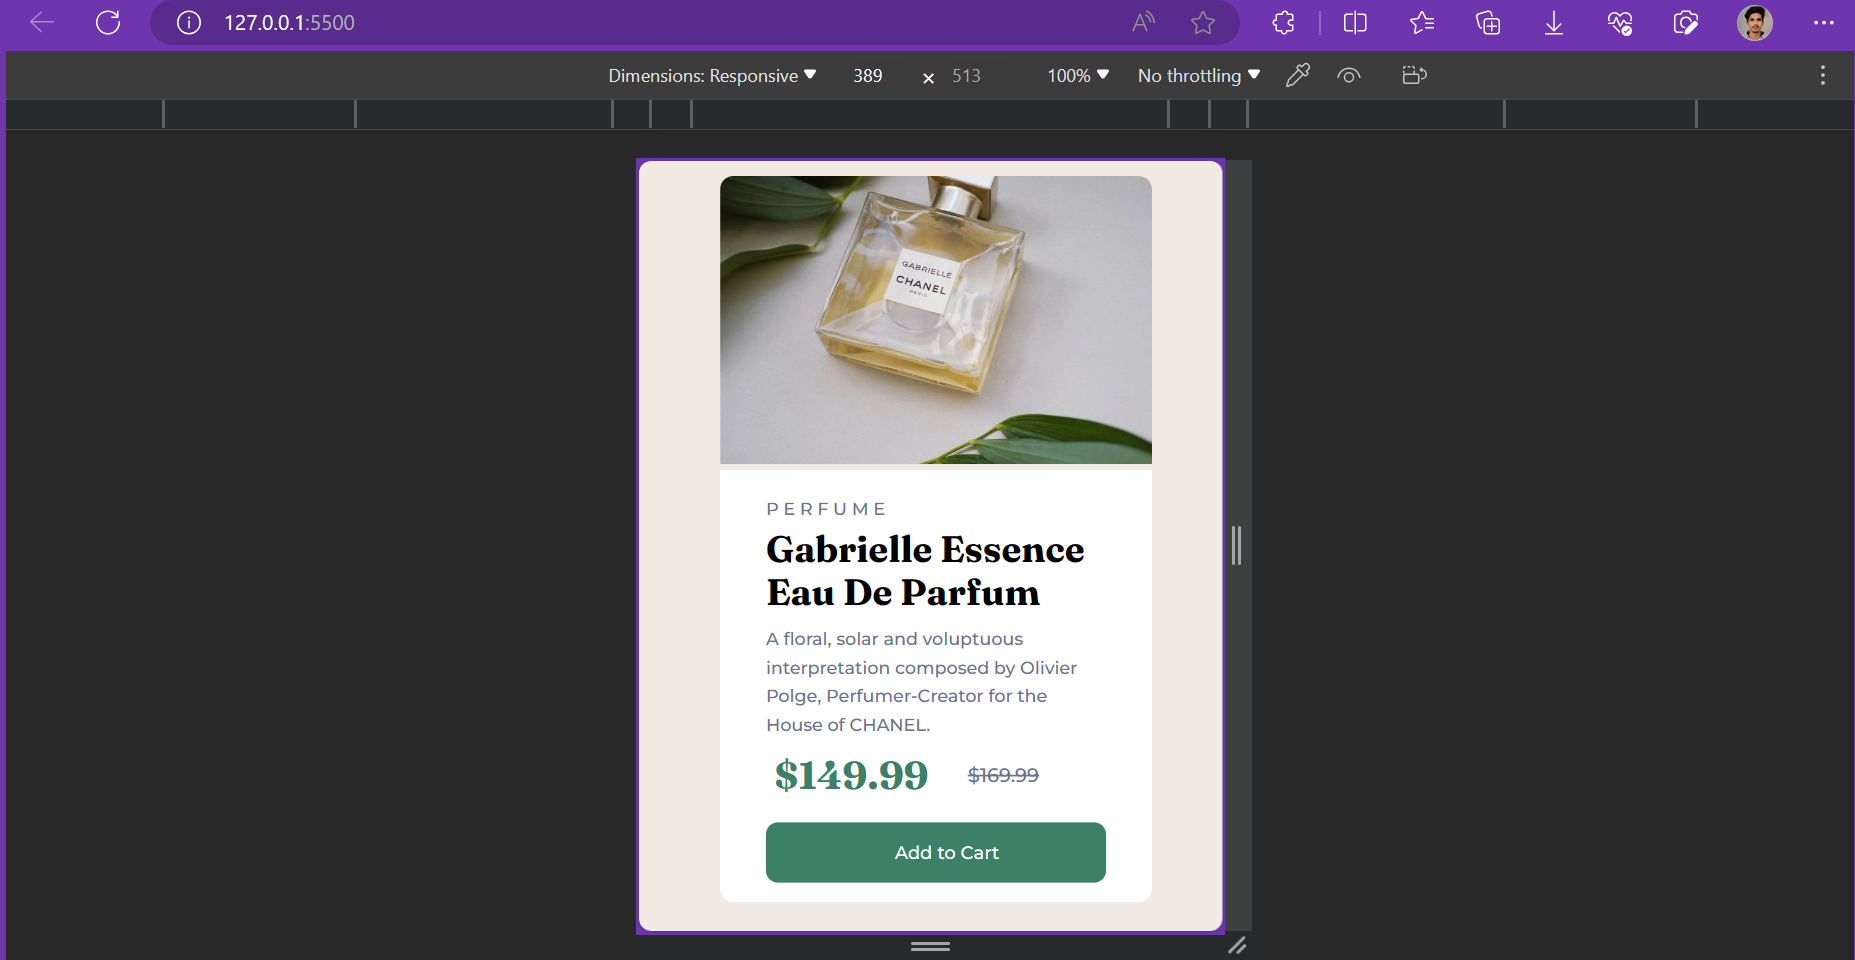 127.0.0.1:5500
Dimensions: Responsive 389 × 513 100% No throttling
GABRIELLE
CHANEL
PARIS
PERFUME
Gabrielle Essence
Eau De Parfum
A floral, solar and voluptuous
interpretation composed by Olivier
Polge, Perfumer-Creator for the
House of CHANEL.
$149.99 $169.99
Add to Cart